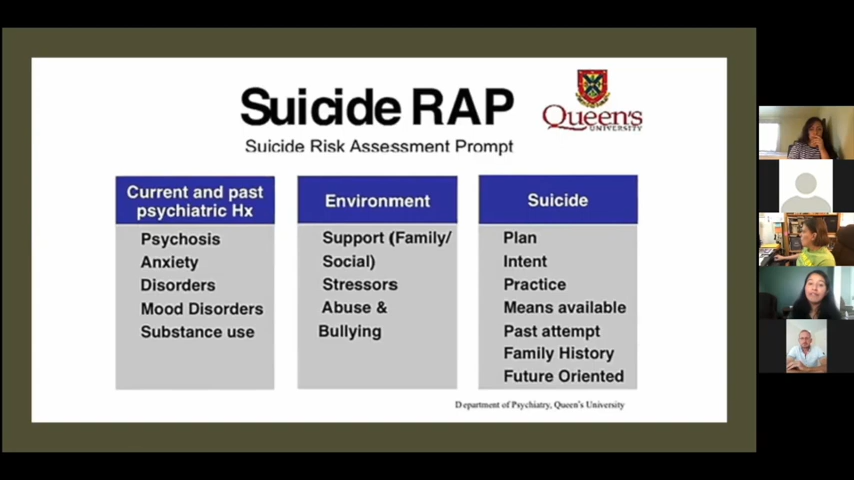 Suicide RAP
Queen's
UNIVERSITY
Suicide Risk Assessment Prompt
Current and past
psychiatric Hx
Psychosis
Anxiety
Disorders
Mood Disorders
Substance use
Environment
Support (Family/
Social)
Stressors
Abuse &
Bullying
Suicide
Plan
Intent
Practice
Means available
Past attempt
Family History
Future Oriented
Department of Psychiatry, Queen's University